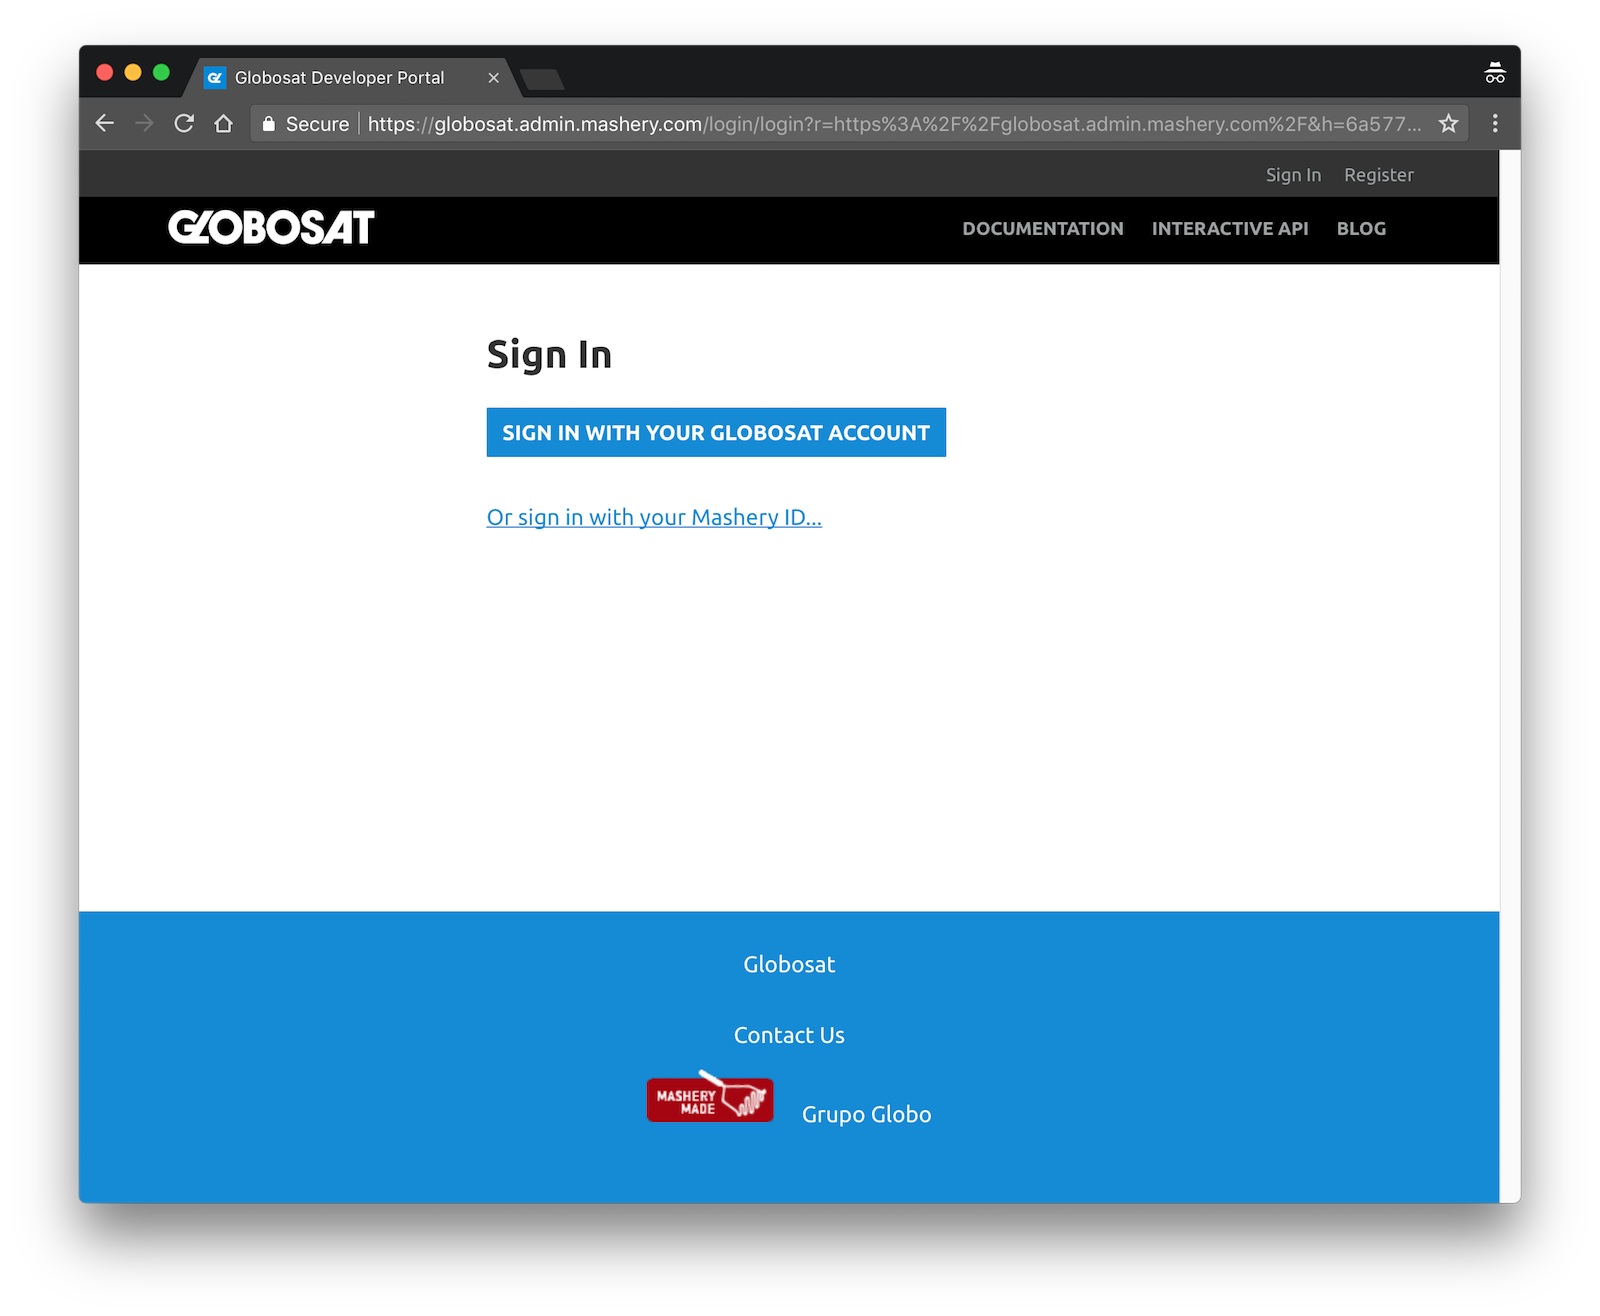 Globosat Developer Portal
Secure https://globosat.admin.mashery.com/login/login?r=https%3A%2F%2Fglobosat.admin.mashery.com%2F&h=6a577...
Sign In Register
GLOBOSAT DOCUMENTATION INTERACTIVE API BLOG
Sign In
SIGN IN WITH YOUR GLOBOSAT ACCOUNT
Or sign in with your Mashery ID...
Globosat
Contact Us
MASHERY
MADE
Grupo Globo